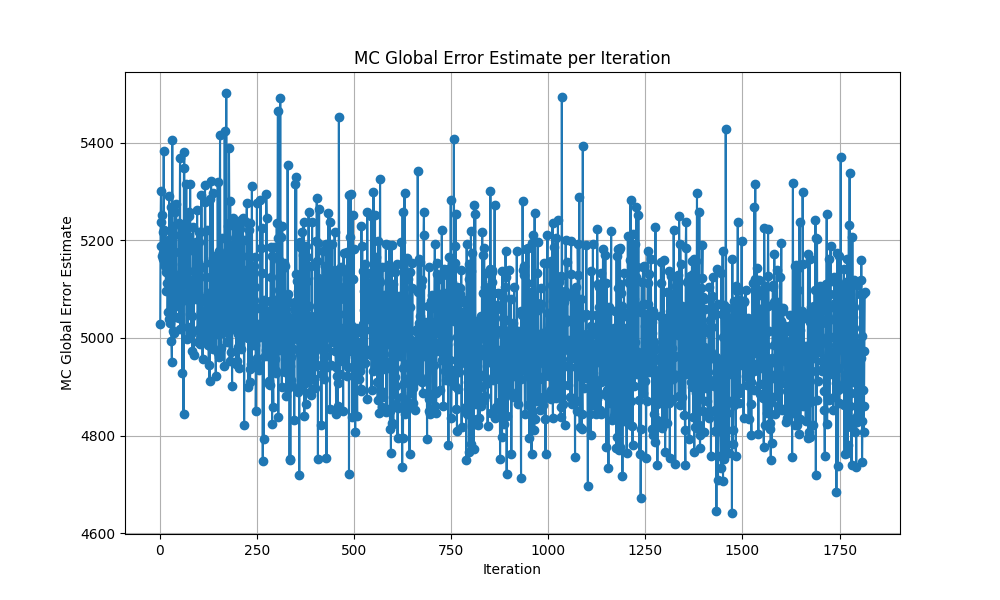 MC Global Error Estimate per Iteration
MC Global Error Estimate
5400
5200
5000
4800
4600
0 250 500 750 1000 1250 1500 1750
Iteration